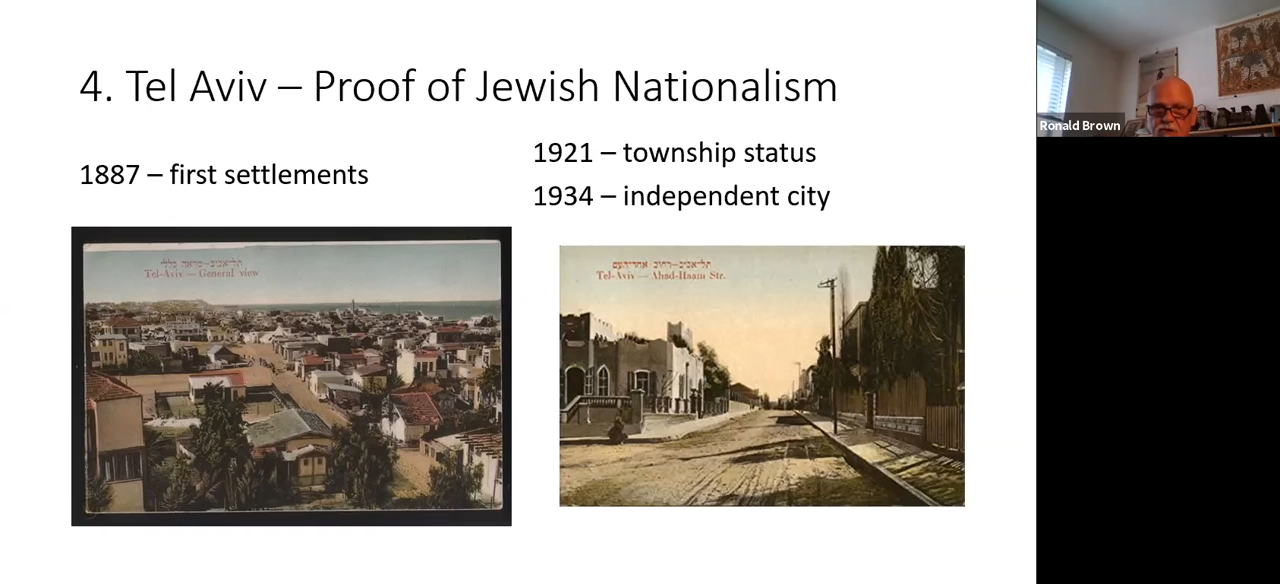 4. Tel Aviv – Proof of Jewish Nationalism
1887 – first settlements
1921 – township status
1934 – independent city
תל־אביב–מראה כללי
Tel-Aviv — General view
תל־אביב–רחוב אחד־העם
Tel-Aviv — Ahad-Haam Str.
Ronald Brown